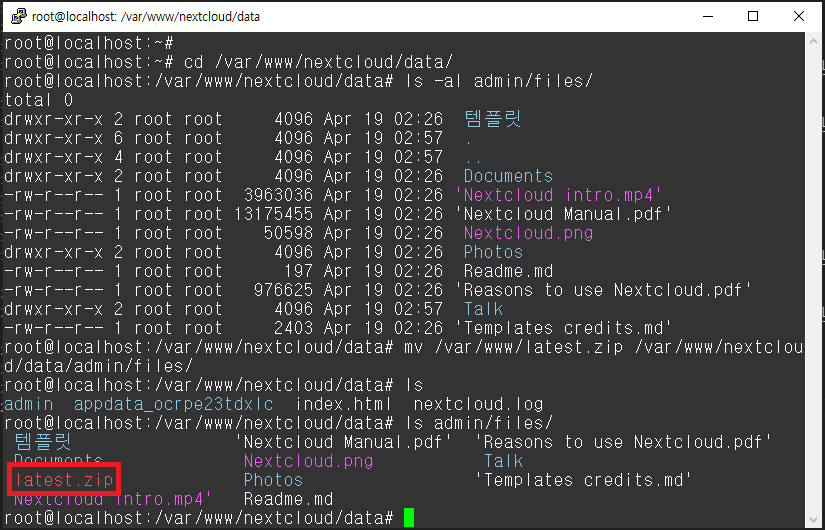 root@localhost: /var/www/nextcloud/data
root@localhost:~#
root@localhost:~# cd /var/www/nextcloud/data/
root@localhost:/var/www/nextcloud/data# ls -al admin/files/
total 0
drwxr-xr-x 2 root root     4096 Apr 19 02:26  템플릿
drwxr-xr-x 6 root root     4096 Apr 19 02:57  .
drwxr-xr-x 4 root root     4096 Apr 19 02:57  ..
drwxr-xr-x 2 root root     4096 Apr 19 02:26  Documents
-rw-r--r-- 1 root root  3963036 Apr 19 02:26 'Nextcloud intro.mp4'
-rw-r--r-- 1 root root 13175455 Apr 19 02:26 'Nextcloud Manual.pdf'
-rw-r--r-- 1 root root    50598 Apr 19 02:26  Nextcloud.png
drwxr-xr-x 2 root root     4096 Apr 19 02:26  Photos
-rw-r--r-- 1 root root      197 Apr 19 02:26  Readme.md
-rw-r--r-- 1 root root   976625 Apr 19 02:26 'Reasons to use Nextcloud.pdf'
drwxr-xr-x 2 root root     4096 Apr 19 02:57  Talk
-rw-r--r-- 1 root root     2403 Apr 19 02:26 'Templates credits.md'
root@localhost:/var/www/nextcloud/data# mv /var/www/latest.zip /var/www/nextclou
d/data/admin/files/
root@localhost:/var/www/nextcloud/data# ls
admin  appdata_ocrpe23tdxlc  index.html  nextcloud.log
root@localhost:/var/www/nextcloud/data# ls admin/files/
템플릿 'Nextcloud Manual.pdf' 'Reasons to use Nextcloud.pdf'
Documents Nextcloud.png Talk
latest.zip Photos 'Templates credits.md'
'Nextcloud intro.mp4' Readme.md
root@localhost:/var/www/nextcloud/data#